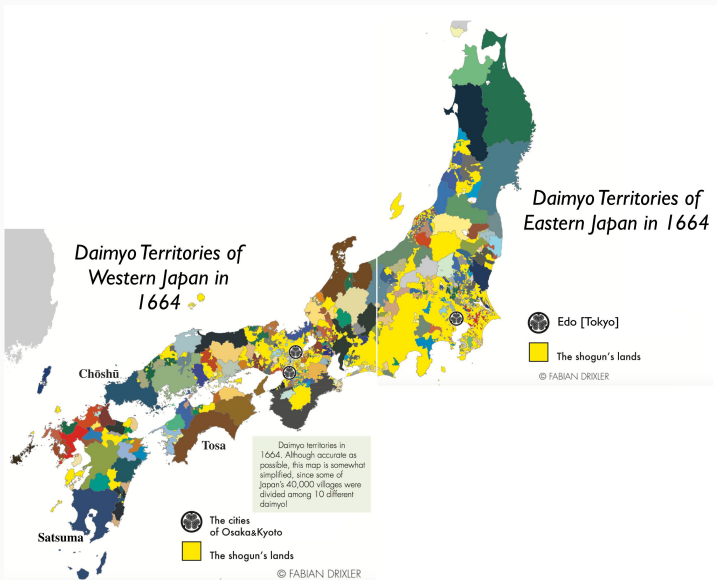 Daimyo Territories of
Eastern Japan in 1664
Daimyo Territories of
Western Japan in
1664
Edo [Tokyo]
The shogun's lands
© FABIAN DRIXLER
Chōshū
Tosa
Satsuma
Daimyo territories in
1664. Although accurate as
possible, this map is somewhat
simplified, since some of
Japan's 40,000 villages were
divided among 10 different
daimyo!
The cities
of Osaka&Kyoto
The shogun's lands
© FABIAN DRIXLER